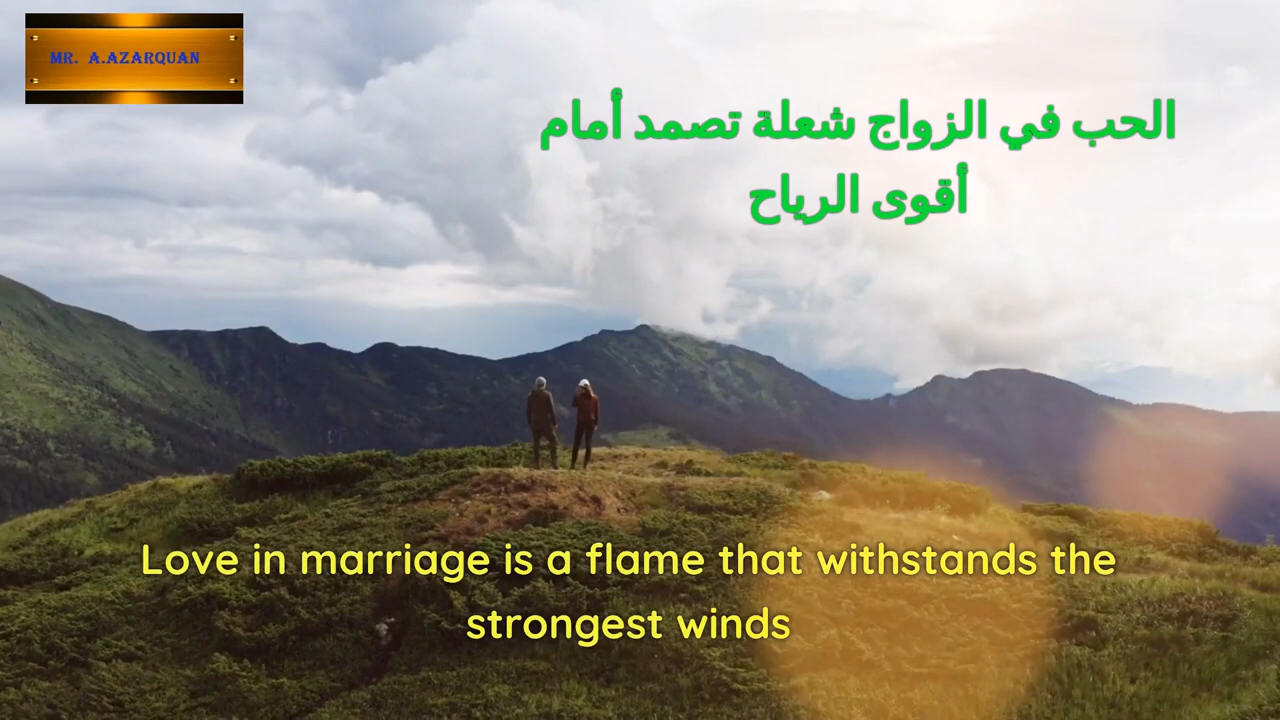 MR. A.AZARQUAN
الحب في الزواج شعلة تصمد أمام
أقوى الرياح
Love in marriage is a flame that withstands the
strongest winds